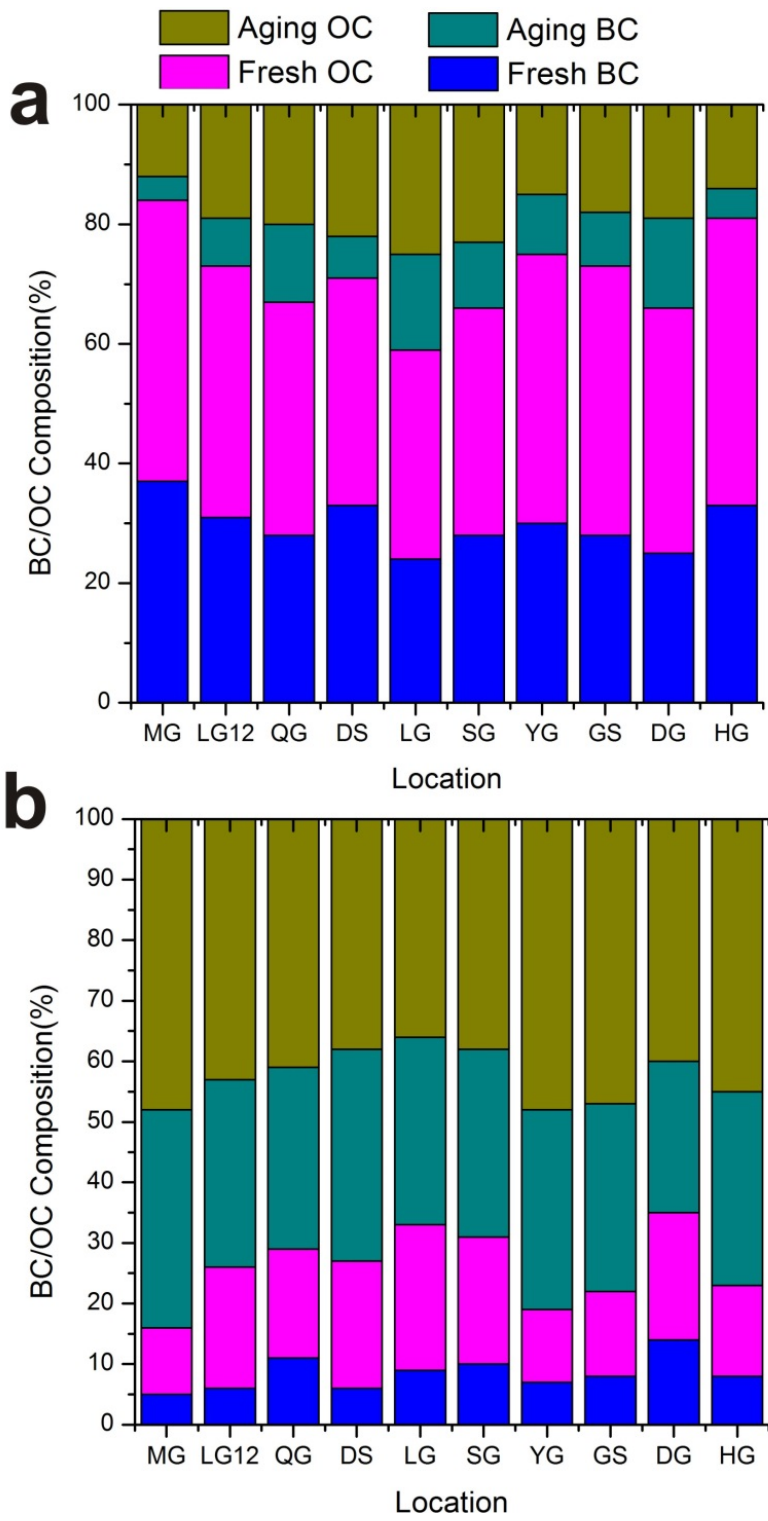 Aging OC Aging BC
Fresh OC Fresh BC
a
100
80
60
40
20
0
BC/OC Composition(%)
MG LG12 QG DS LG SG YG GS DG HG
Location
b
100
90
80
70
60
50
40
30
20
10
0
BC/OC Composition(%)
MG LG12 QG DS LG SG YG GS DG HG
Location